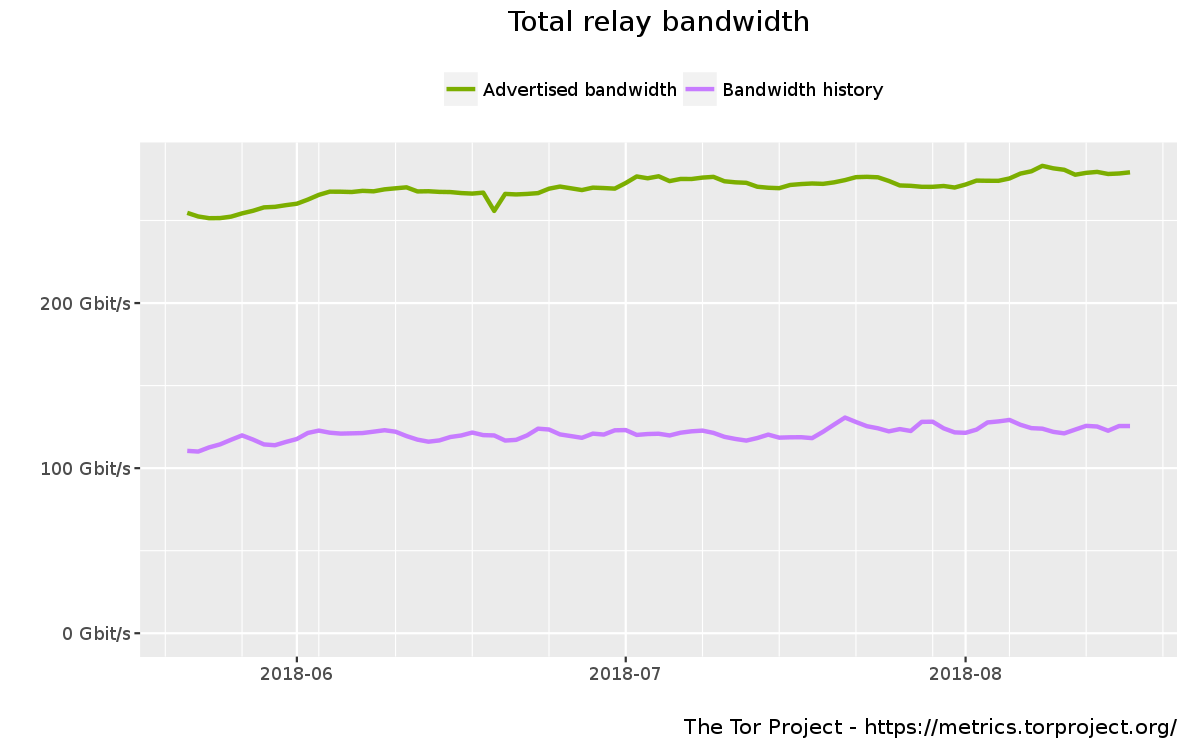 Total relay bandwidth
Advertised bandwidth Bandwidth history
200 Gbit/s
100 Gbit/s
0 Gbit/s
2018-06 2018-07 2018-08
The Tor Project - https://metrics.torproject.org/